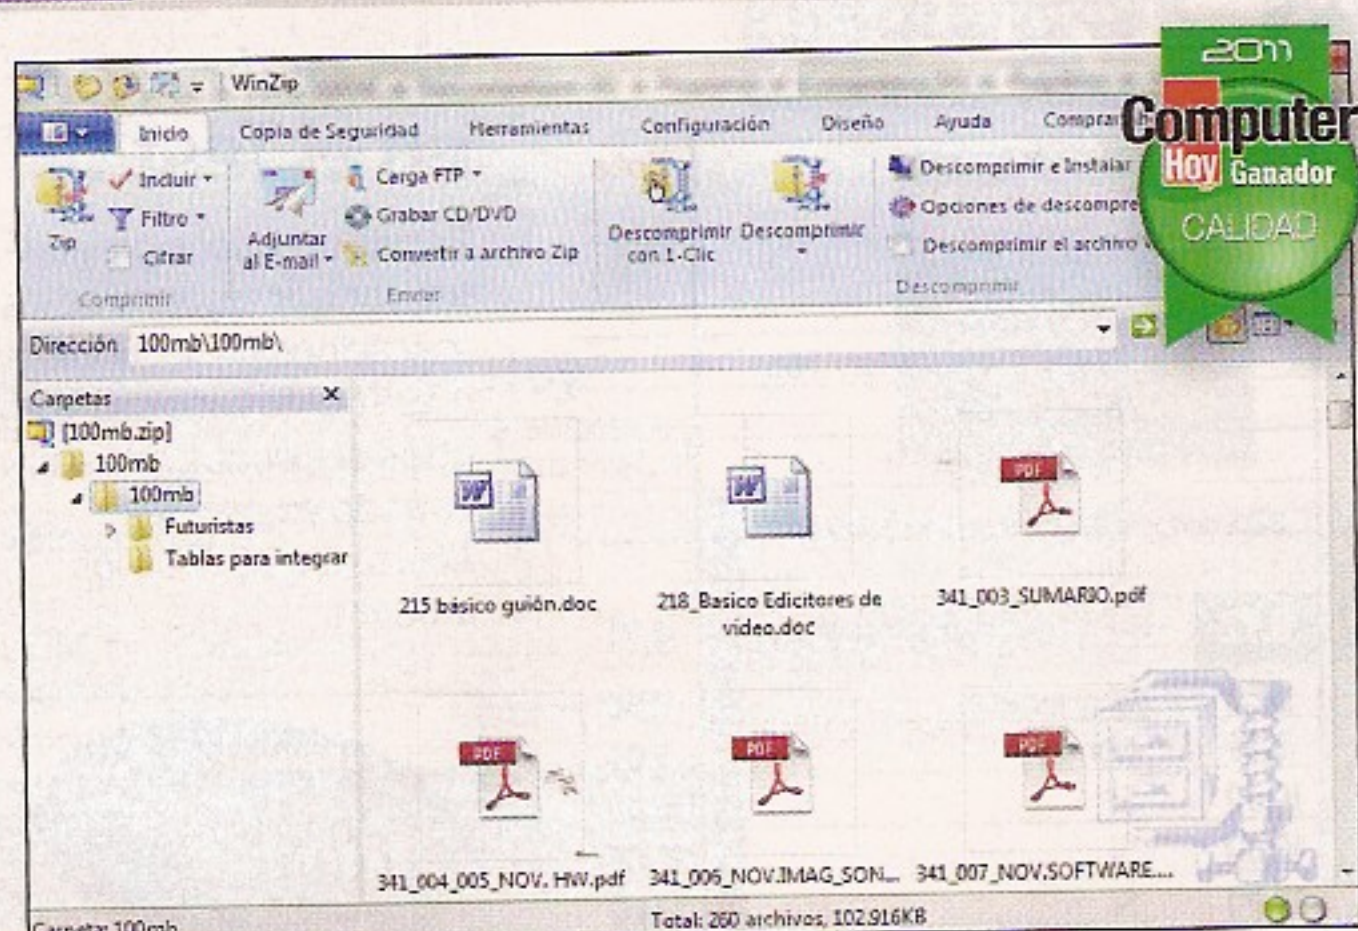 WinZip
2011
Computer
Hoy Ganador
CALIDAD
Inicio Copia de Seguridad Herramientas Configuración Diseño Ayuda Comprar
Zip
Incluir
Filtro
Cifrar
Comprimir
Adjuntar
al E-mail
Carga FTP
Grabar CD/DVD
Convertir a archivo Zip
Enviar
Descomprimir
con 1-Clic
Descomprimir
Descomprimir e Instalar
Opciones de descompre
Descomprimir el archivo
Descomprimir
Dirección 100mb\100mb\
Carpetas
[100mb.zip]
100mb
100mb
Futuristas
Tablas para integrar
W
215 básico guión.doc
W
218_Basico Edicitores de
video.doc
PDF
341_003_SUMARIO.pdf
PDF
341_004_005_NOV. HW.pdf
PDF
341_006_NOV.IMAG_SON...
PDF
341_007_NOV.SOFTWARE....
Carpeta: 100mb
Total: 260 archivos, 102.916KB